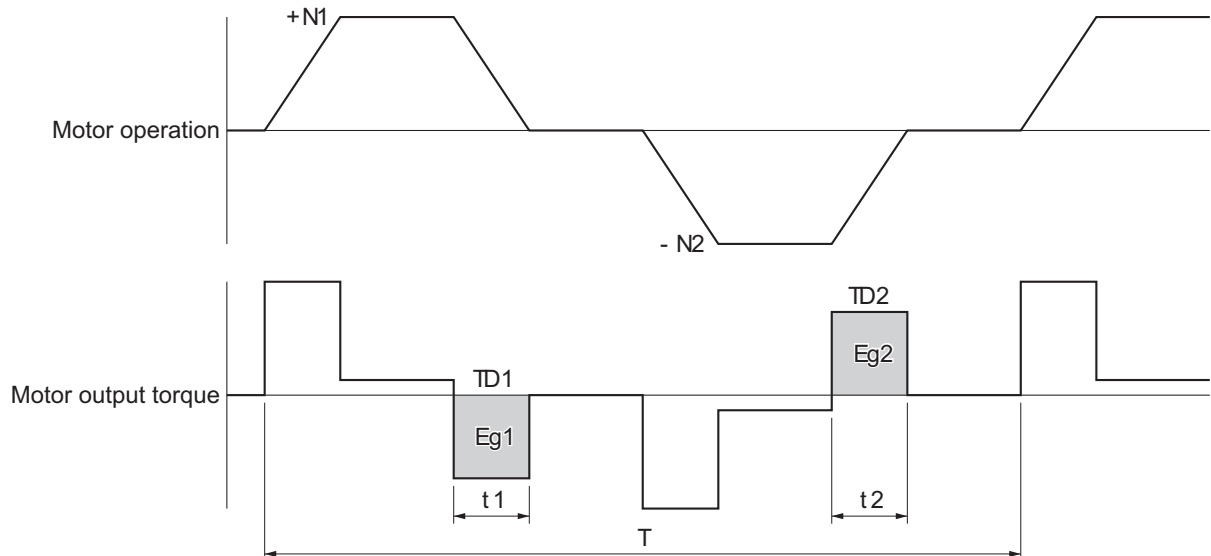 +N1
Motor operation
- N2
TD2
Eg2
TD1
Motor output torque
Eg1
t1
t2
T